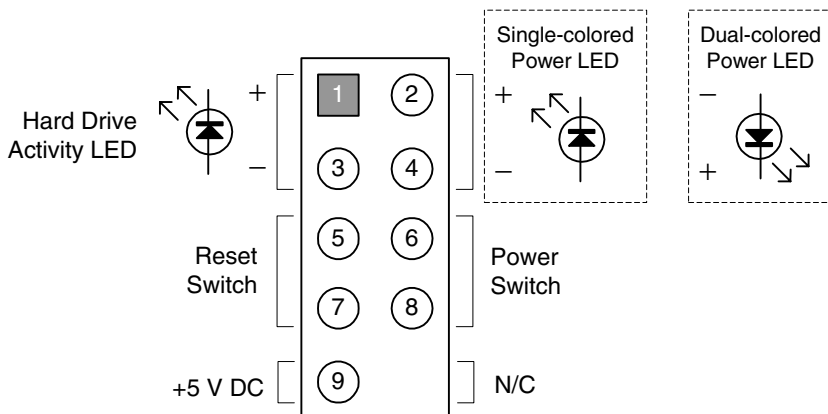 Single-colored
Power LED
Dual-colored
Power LED
Hard Drive
Activity LED
+
−
1
2
3
4
+
−
−
+
Reset
Switch
5
6
7
8
Power
Switch
+5 V DC
9
N/C